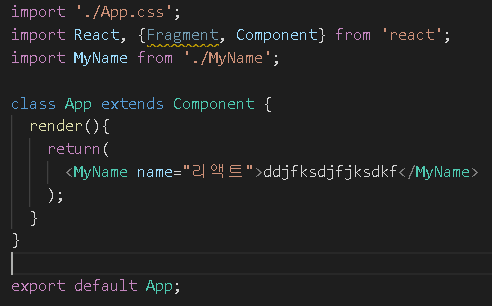 import './App.css';
import React, {Fragment, Component} from 'react';
import MyName from './MyName';
class App extends Component {
render(){
return(
<MyName name="리액트">ddjfksdjfjksdkf</MyName>
);
}
}
export default App;